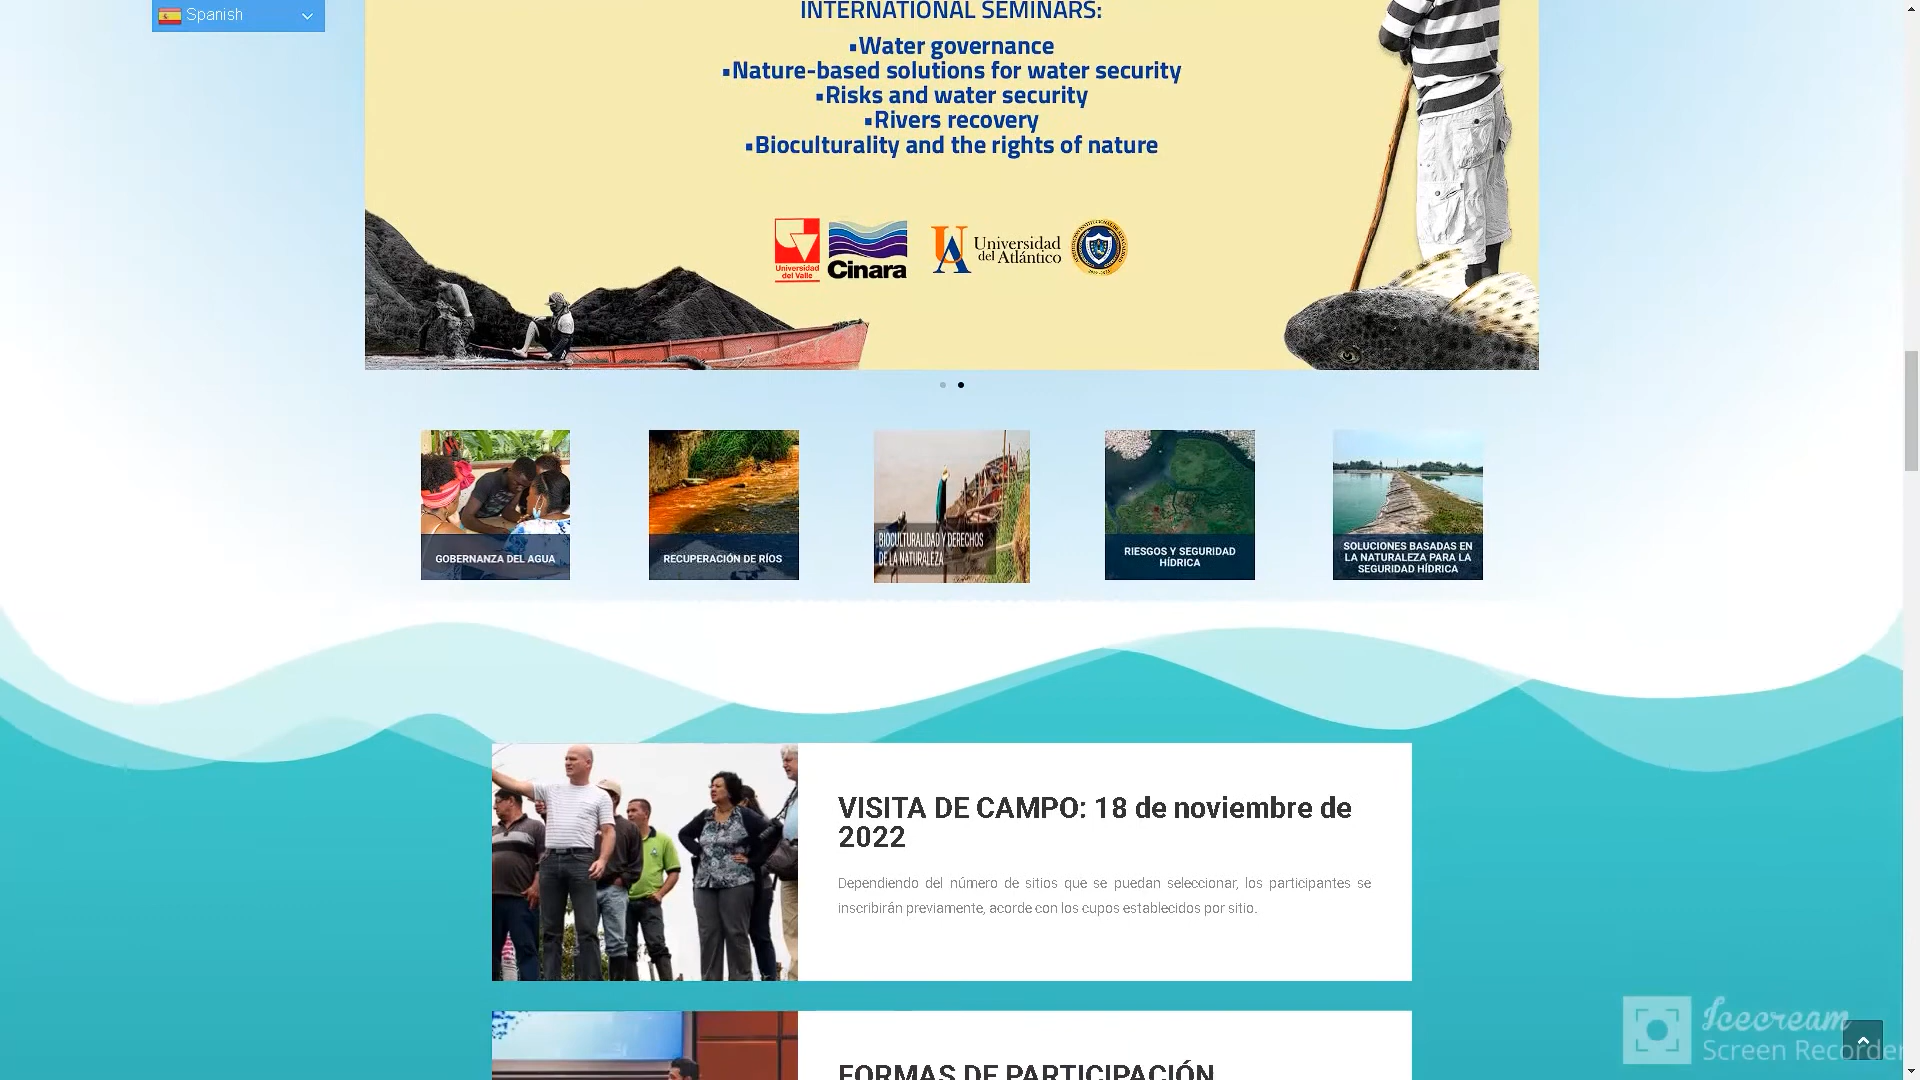 Spanish
INTERNATIONAL SEMINARS:
▪Water governance
▪Nature-based solutions for water security
▪Risks and water security
▪Rivers recovery
▪Bioculturality and the rights of nature
Universidad
del Valle
Cinara
UA
Universidad
del Atlántico
GOBERNANZA DEL AGUA
RECUPERACIÓN DE RÍOS
BIOCULTURALIDAD Y DERECHOS
DE LA NATURALEZA
RIESGOS Y SEGURIDAD
HÍDRICA
SOLUCIONES BASADAS EN
LA NATURALEZA PARA LA
SEGURIDAD HÍDRICA
VISITA DE CAMPO: 18 de noviembre de
2022
Dependiendo del número de sitios que se puedan seleccionar, los participantes se
inscribirán previamente, acorde con los cupos establecidos por sitio.
FORMAS DE PARTICIPACIÓN
Icecream
Screen Recorder